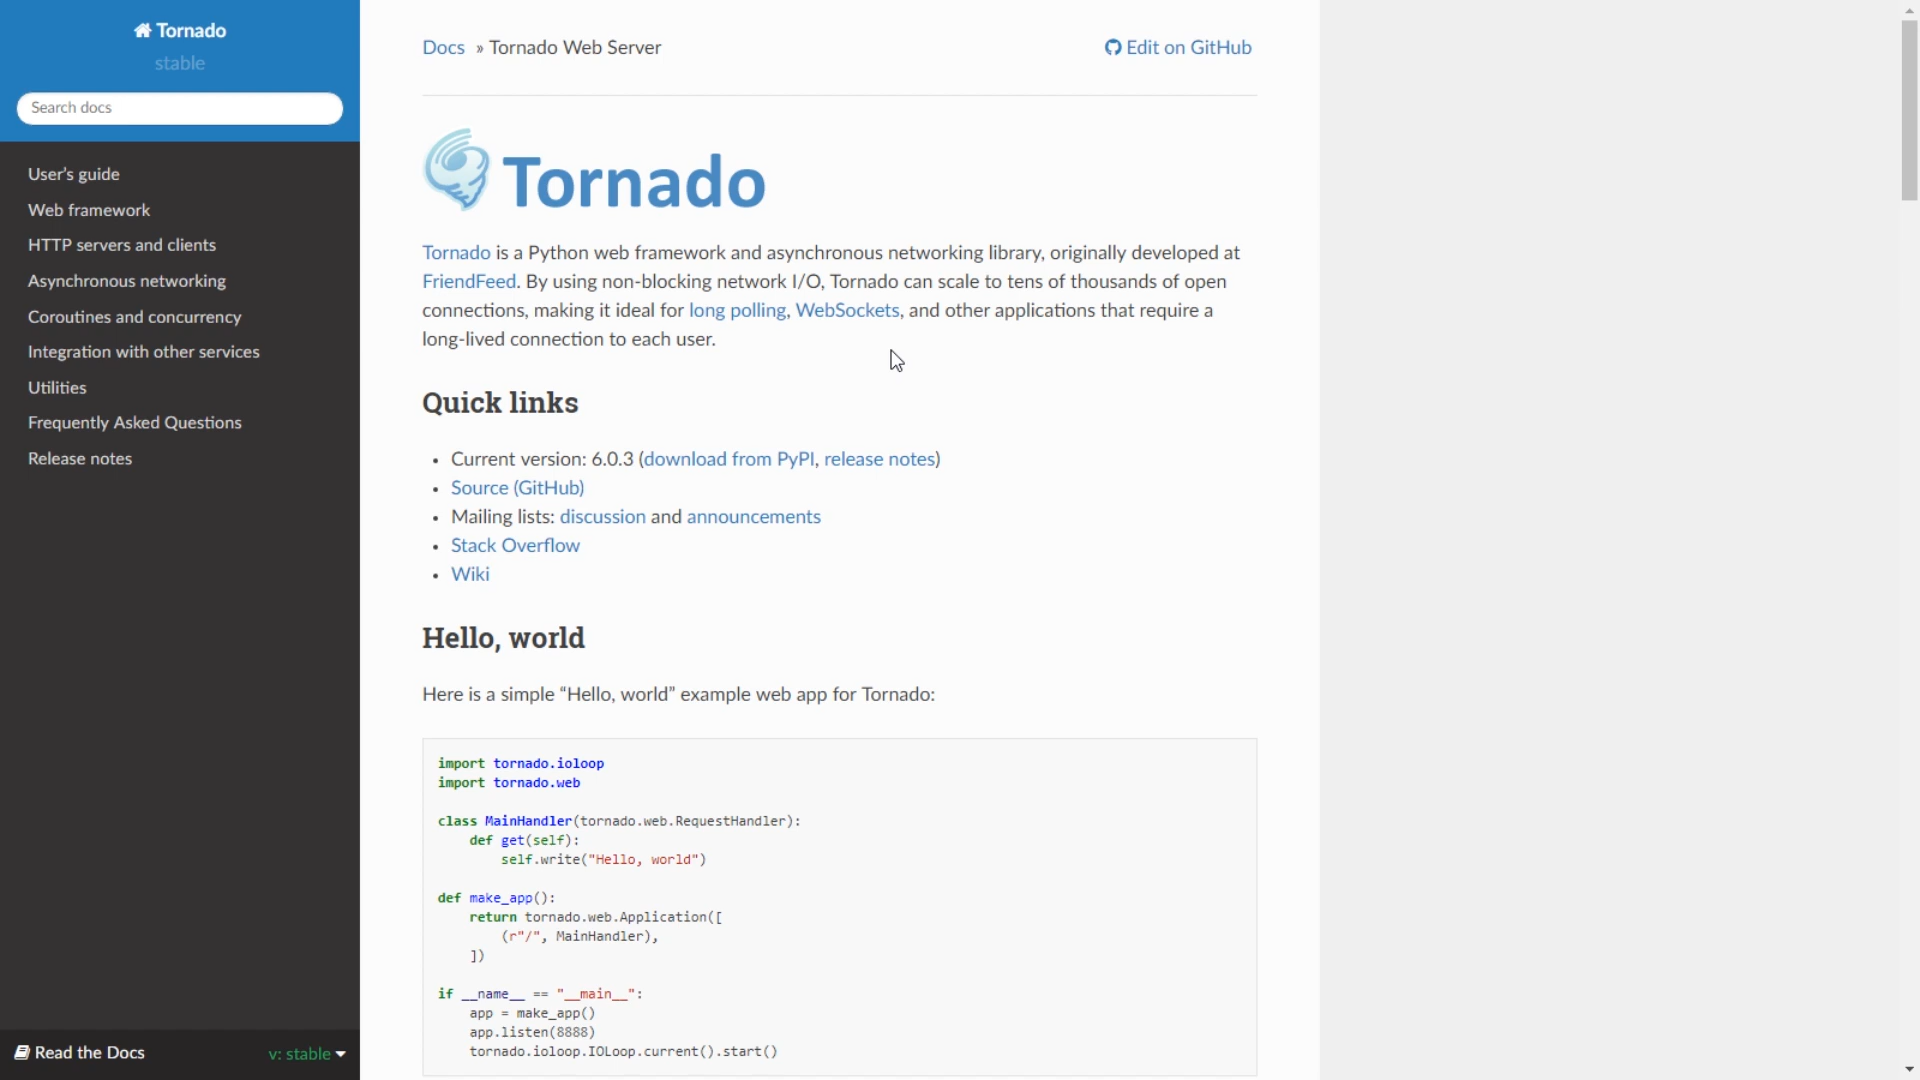 Tornado
stable
Search docs
User's guide
Web framework
HTTP servers and clients
Asynchronous networking
Coroutines and concurrency
Integration with other services
Utilities
Frequently Asked Questions
Release notes
Read the Docs
v: stable
Docs » Tornado Web Server
Edit on GitHub
Tornado
Tornado is a Python web framework and asynchronous networking library, originally developed at
FriendFeed. By using non-blocking network I/O, Tornado can scale to tens of thousands of open
connections, making it ideal for long polling, WebSockets, and other applications that require a
long-lived connection to each user.
Quick links
• Current version: 6.0.3 (download from PyPI, release notes)
• Source (GitHub)
• Mailing lists: discussion and announcements
• Stack Overflow
• Wiki
Hello, world
Here is a simple “Hello, world” example web app for Tornado:
import tornado.ioloop
import tornado.web
class MainHandler(tornado.web.RequestHandler):
    def get(self):
        self.write("Hello, world")
def make_app():
    return tornado.web.Application([
        (r"/", MainHandler),
    ])
if __name__ == "__main__":
    app = make_app()
    app.listen(8888)
    tornado.ioloop.IOLoop.current().start()